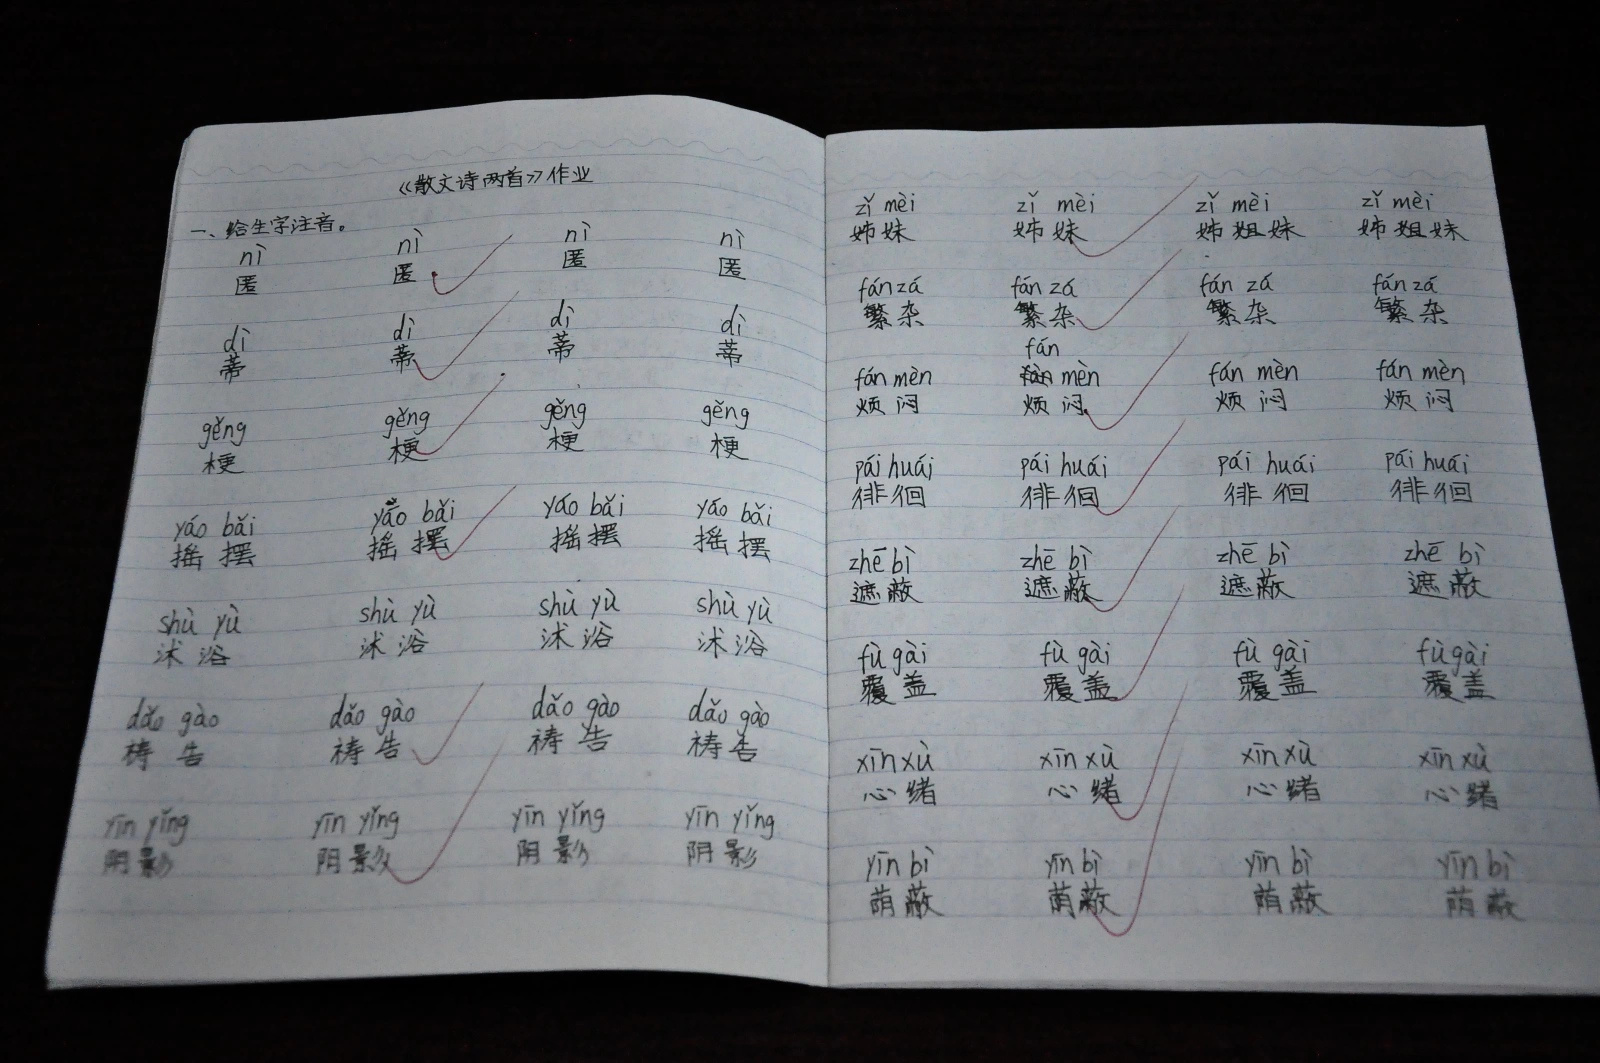 《散文诗两首》作业
一、给生字注音。
nì nì nì nì
匿 匿 匿 匿
dì dì dì dì
蒂 蒂 蒂 蒂
gěng gěng gěng gěng
梗 梗 梗 梗
yáo bǎi yáo bǎi yáo bǎi yáo bǎi
摇摆 摇摆 摇摆 摇摆
shù yù shù yù shù yù shù yù
沭浴 沭浴 沭浴 沭浴
dǎo gào dǎo gào dǎo gào dǎo gào
祷告 祷告 祷告 祷告
yīn yǐng yīn yǐng yīn yǐng yīn yǐng
阴影 阴影 阴影 阴影
zǐ mèi zǐ mèi zǐ mèi zǐ mèi
姊妹 姊妹 姊姐妹 姊姐妹
fán zá fán zá fán zá fán zá
繁杂 繁杂 繁杂 繁杂
fán
fán mèn mèn fán mèn fán mèn
烦闷 烦闷 烦闷 烦闷
pái huái pái huái pái huái pái huái
徘徊 徘徊 徘徊 徘徊
zhē bì zhē bì zhē bì zhē bì
遮蔽 遮蔽 遮蔽 遮蔽
fù gài fù gài fù gài fù gài
覆盖 覆盖 覆盖 覆盖
xīn xù xīn xù xīn xù xīn xù
心绪 心绪 心绪 心绪
yīn bì yīn bì yīn bì yīn bì
荫蔽 荫蔽 荫蔽 荫蔽